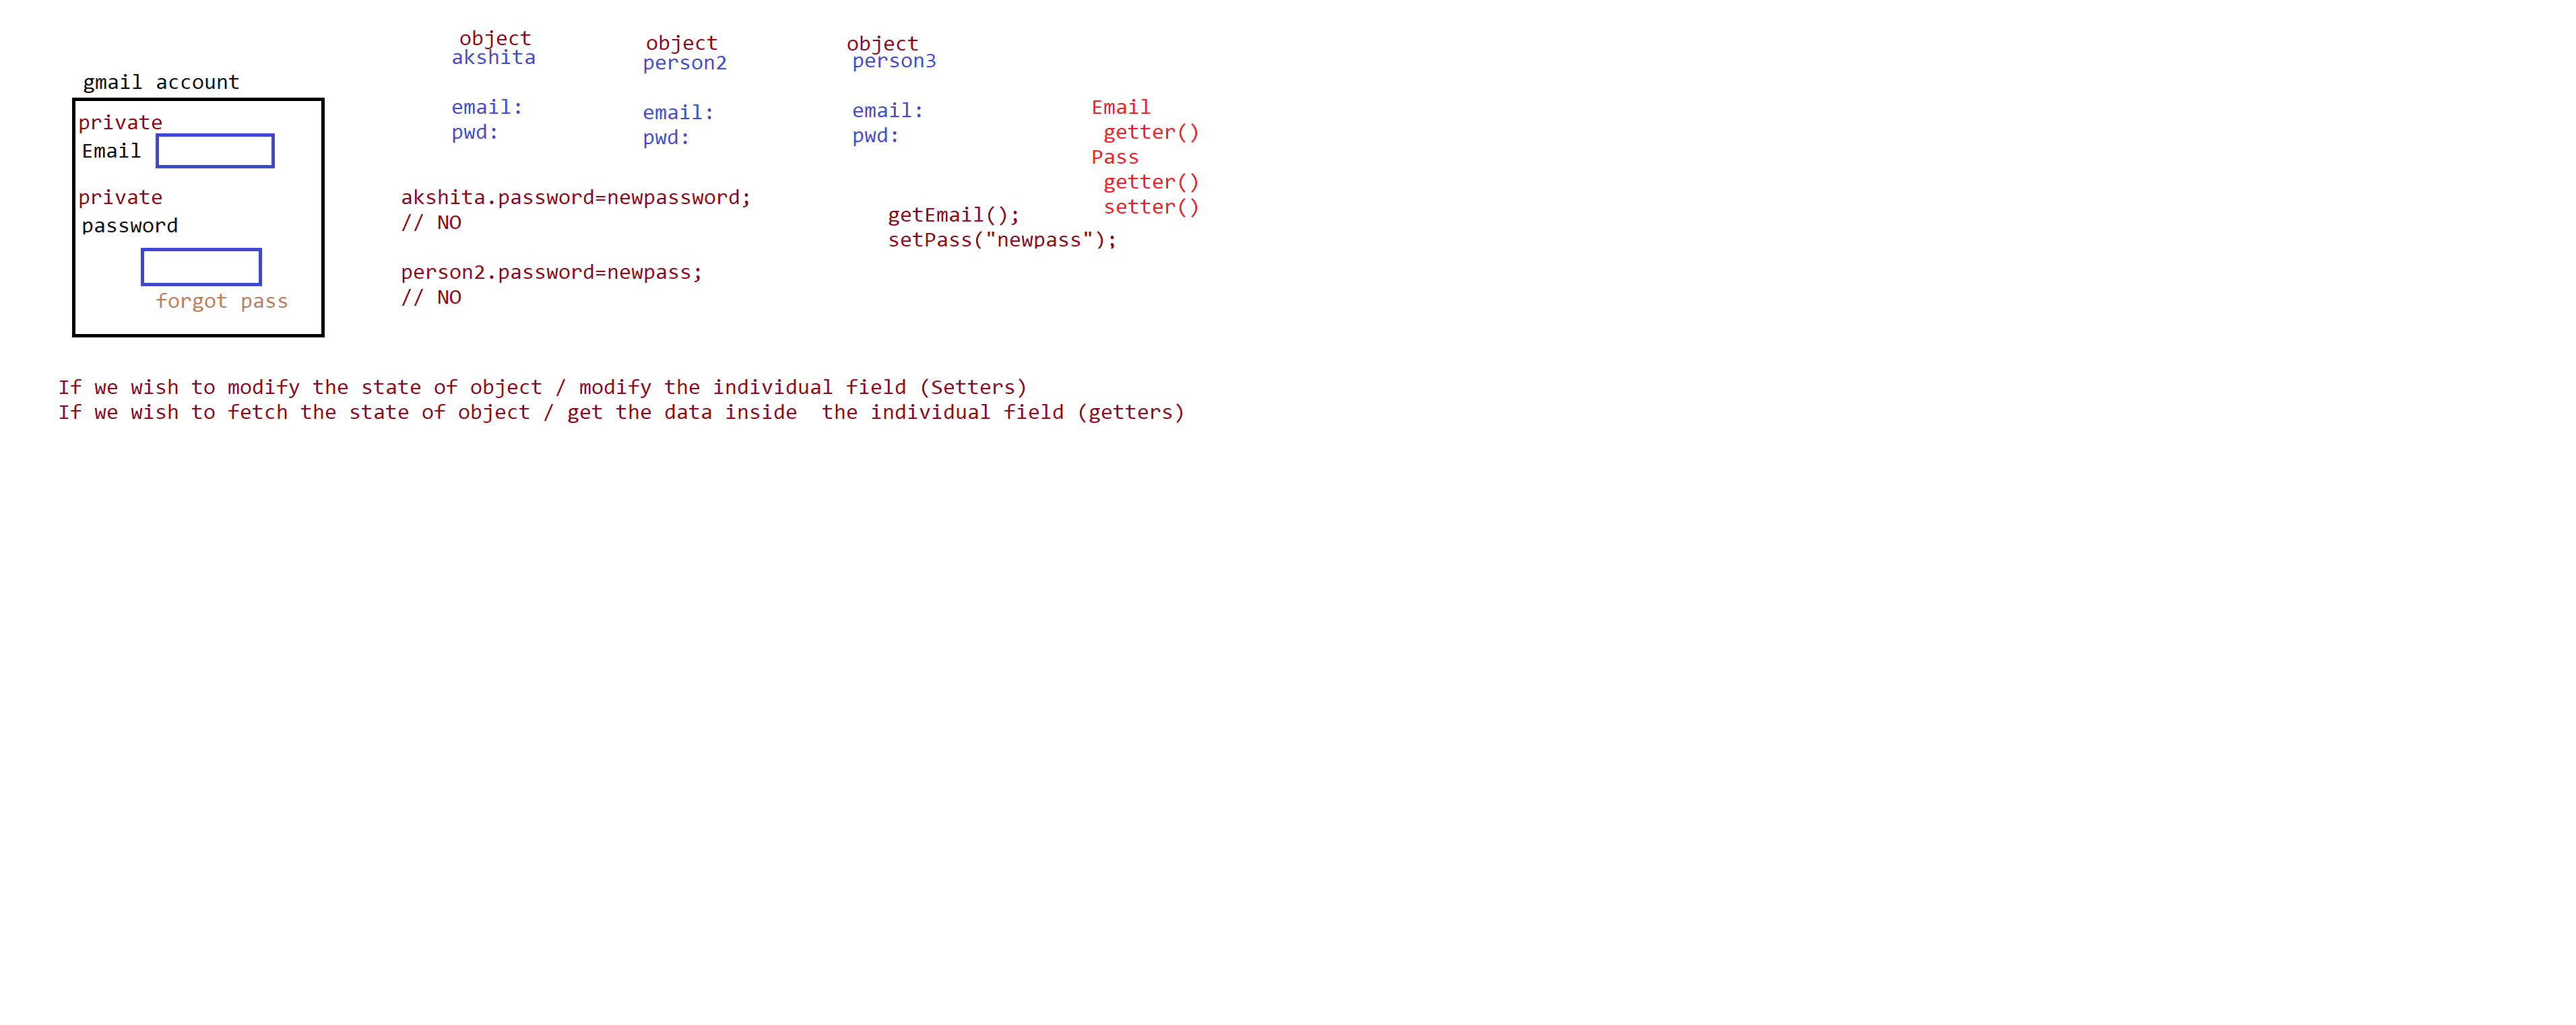 gmail account
private
Email
private
password
forgot pass
object
akshita
email:
pwd:
object
person2
email:
pwd:
object
person3
email:
pwd:
akshita.password=newpassword;
// NO
person2.password=newpass;
// NO
getEmail();
setPass("newpass");
Email
getter()
Pass
getter()
setter()
If we wish to modify the state of object / modify the individual field (Setters)
If we wish to fetch the state of object / get the data inside  the individual field (getters)